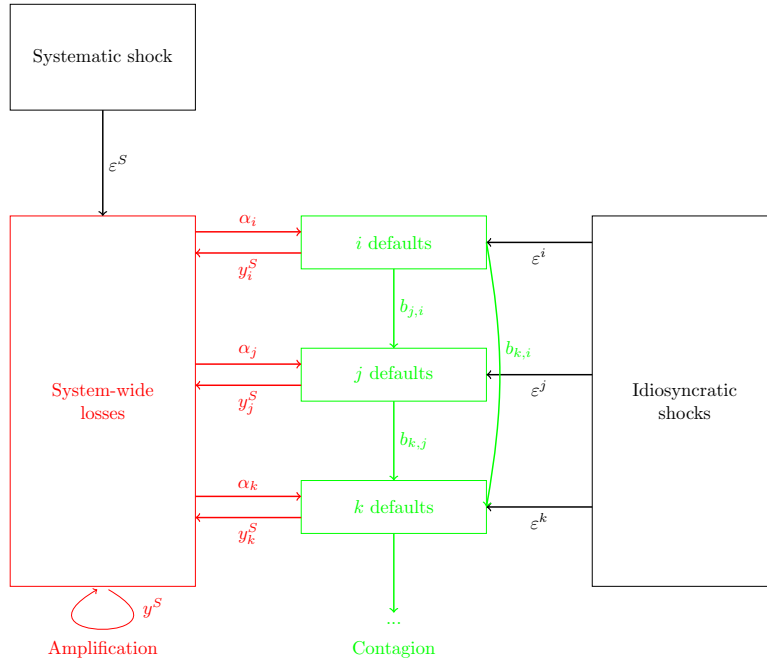 Systematic shock
ε^S
α_i
i defaults
y_i^S
ε^i
b_{j,i}
b_{k,i}
α_j
j defaults
y_j^S
ε^j
System-wide
losses
Idiosyncratic
shocks
b_{k,j}
α_k
k defaults
y_k^S
ε^k
y^S
...
Amplification
Contagion